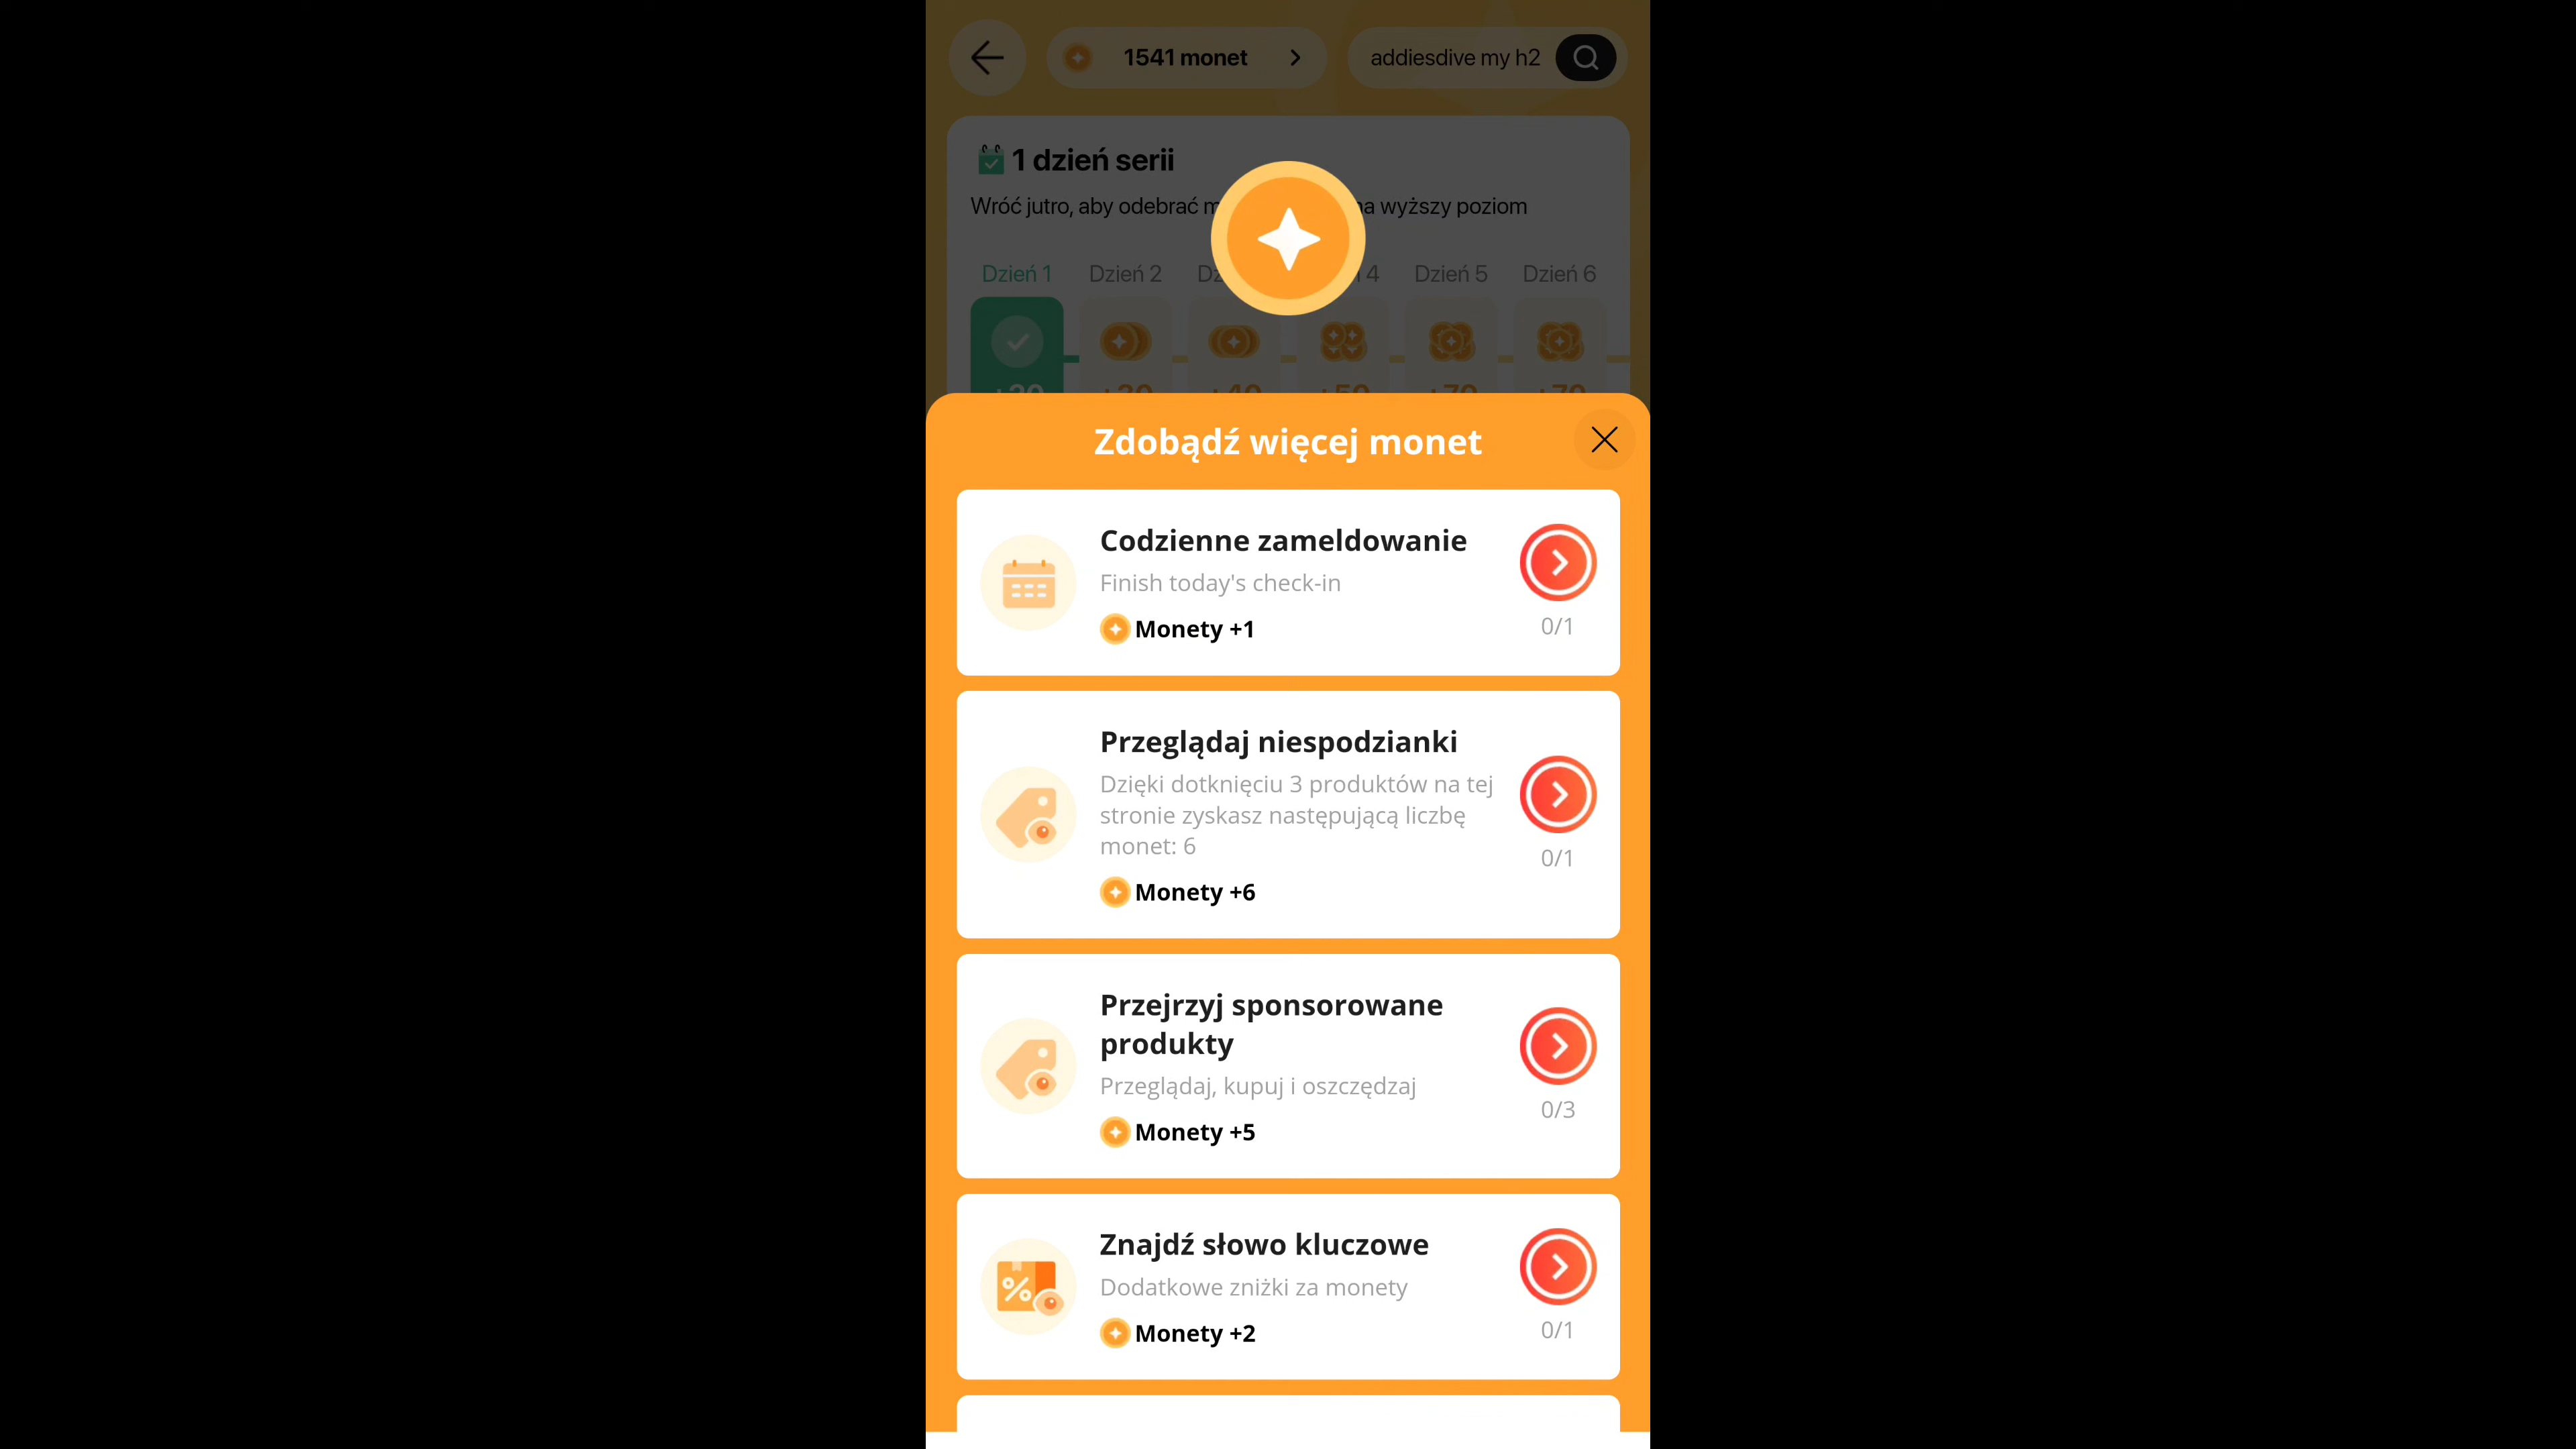 1541 monet
addiesdive my h2
1 dzień serii
Wróć jutro, aby odebrać
na wyższy poziom
Dzień 1
Dzień 2
4
Dzień 5
Dzień 6
Zdobądź więcej monet
Codzienne zameldowanie
Finish today's check-in
Monety +1
0/1
Przeglądaj niespodzianki
Dzięki dotknięciu 3 produktów na tej
stronie zyskasz następującą liczbę
monet: 6
Monety +6
0/1
Przejrzyj sponsorowane
produkty
Przeglądaj, kupuj i oszczędzaj
Monety +5
0/3
Znajdź słowo kluczowe
Dodatkowe zniżki za monety
Monety +2
0/1